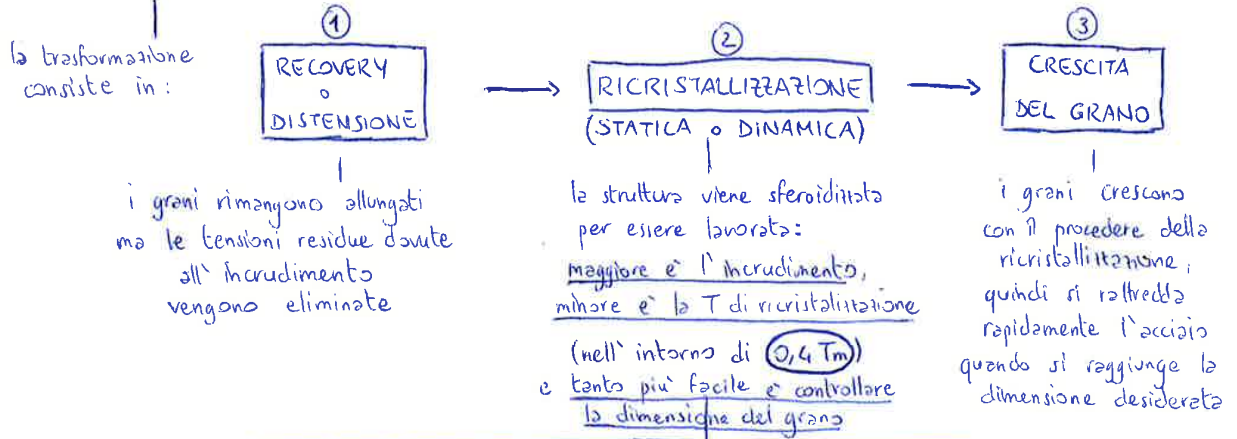 la trasformazione
consiste in:
1
RECOVERY
o
DISTENSIONE
i grani rimangono allungati
ma le tensioni residue dovute
all'incrudimento
vengono eliminate
2
RICRISTALLIZZAZIONE
(STATICA o DINAMICA)
la struttura viene sferoidizzata
per essere lavorata:
maggiore è l'incrudimento,
minore è la T di ricristallizzazione
(nell'intorno di 0,4 Tm)
e tanto più facile è controllare
la dimensione del grano
3
CRESCITA
DEL GRANO
i grani crescono
con il procedere della
ricristallizzazione,
quindi si raffredda
rapidamente l'acciaio
quando si raggiunge la
dimensione desiderata